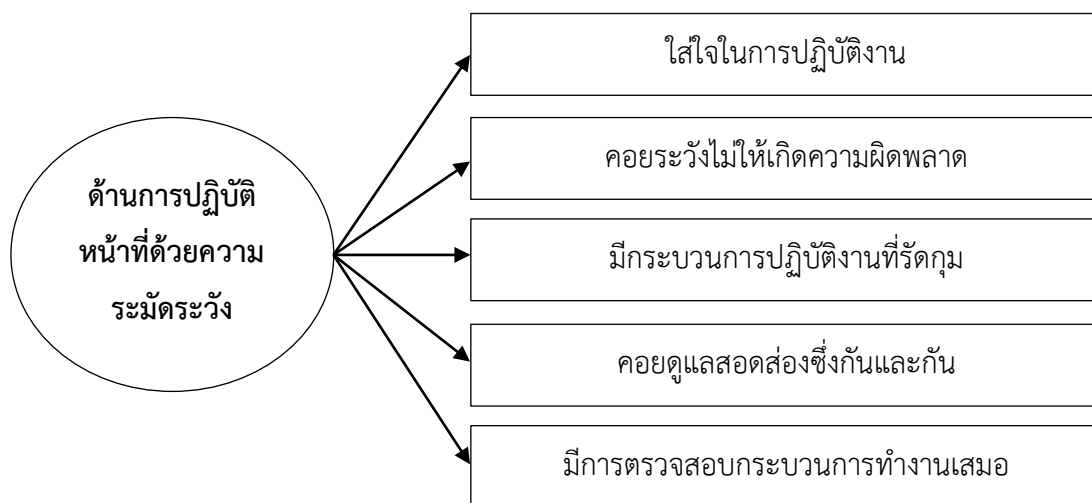 ด้านการปฏิบัติ
หน้าที่ด้วยความ
ระมัดระวัง
ใส่ใจในการปฏิบัติงาน
คอยระวังไม่ให้เกิดความผิดพลาด
มีกระบวนการปฏิบัติงานที่รัดกุม
คอยดูแลสอดส่องซึ่งกันและกัน
มีการตรวจสอบกระบวนการทำงานเสมอ